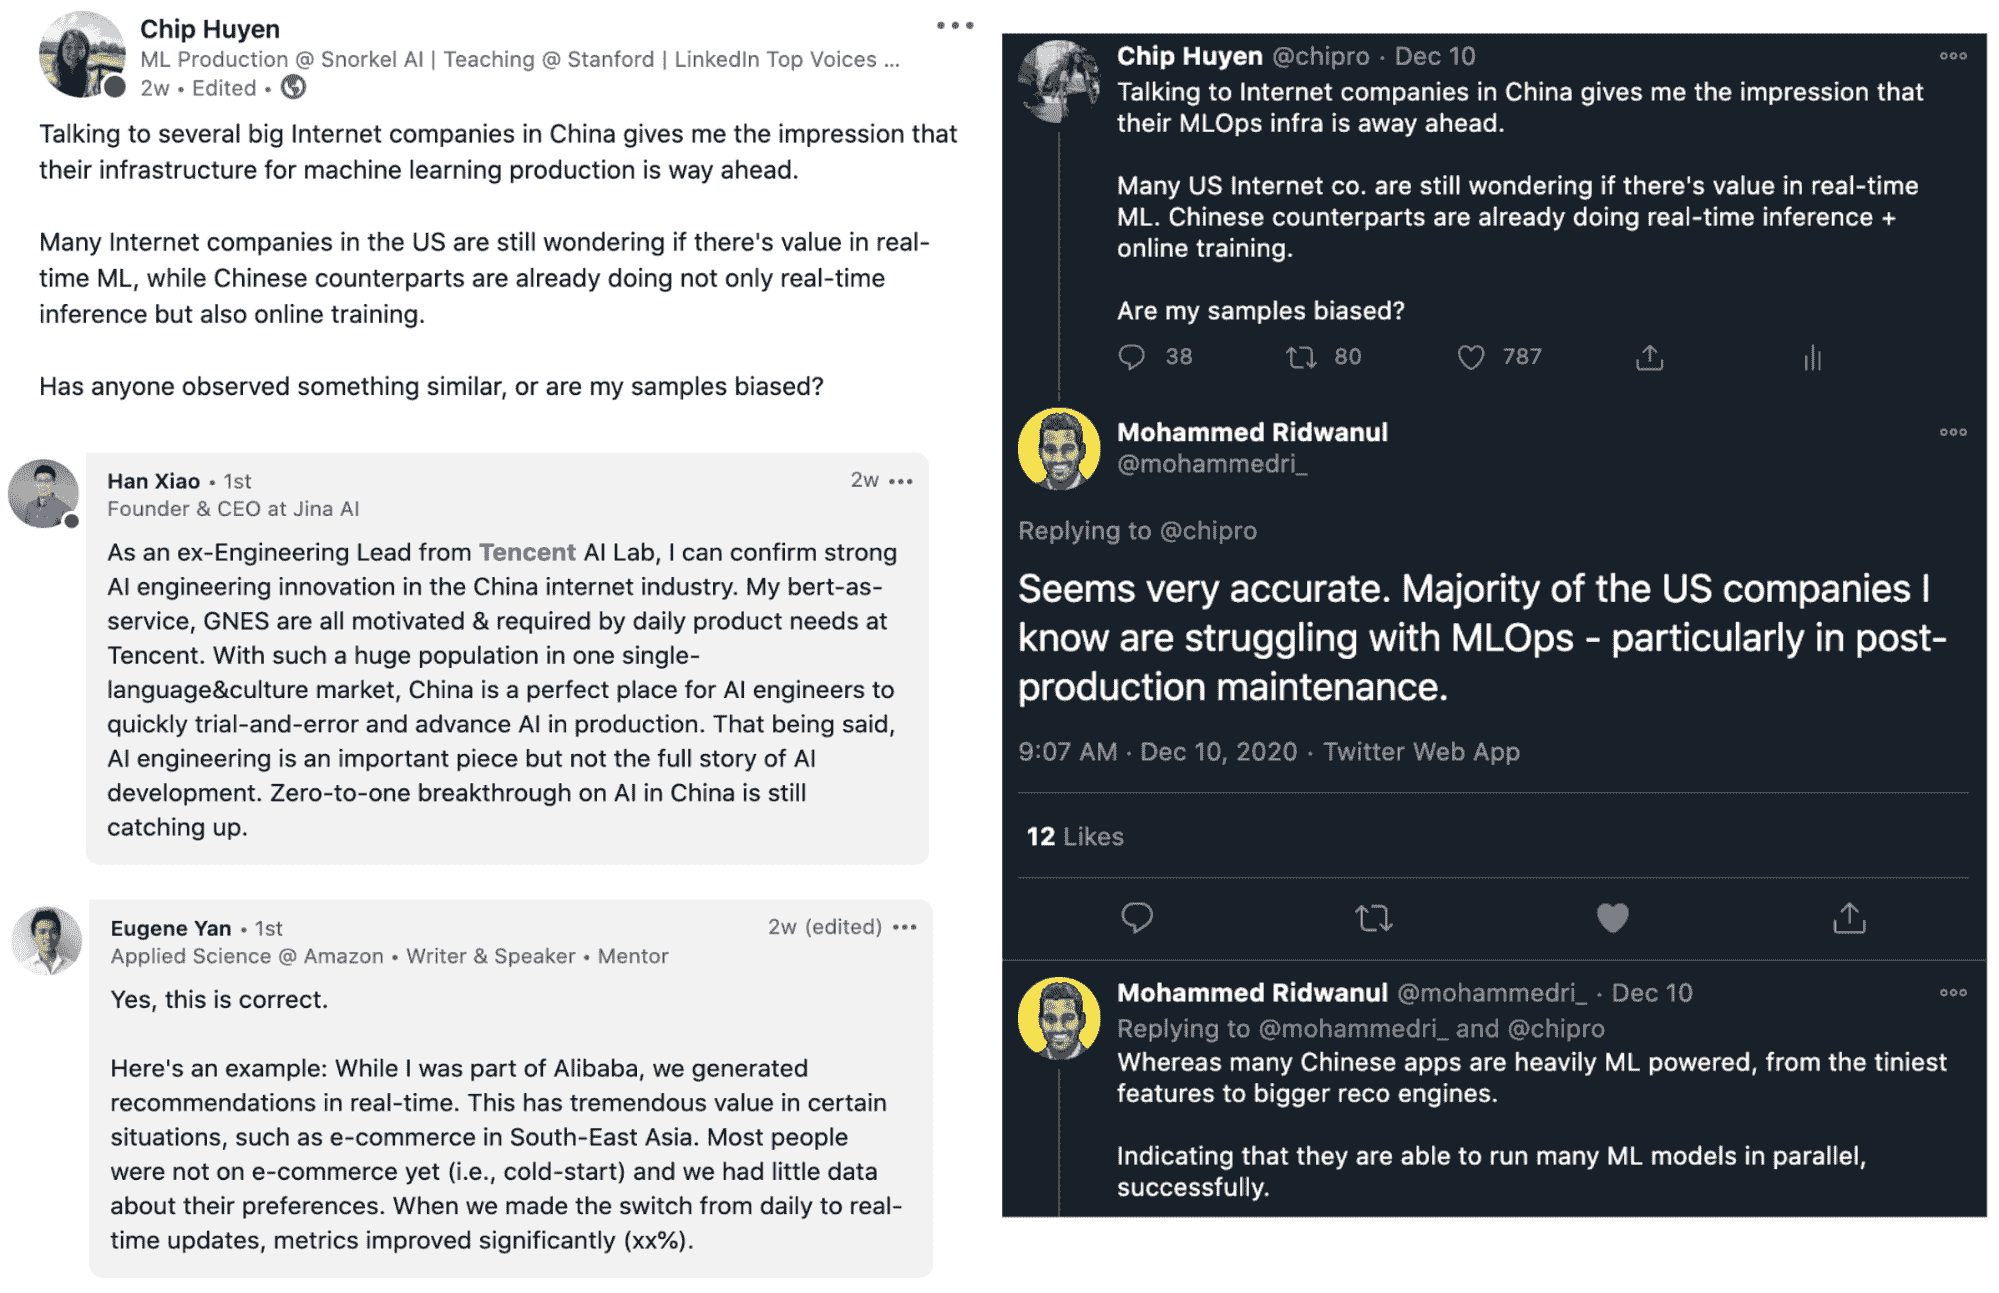 Chip Huyen
ML Production @ Snorkel AI | Teaching @ Stanford | LinkedIn Top Voices ...
2w • Edited •
Talking to several big Internet companies in China gives me the impression that
their infrastructure for machine learning production is way ahead.
Many Internet companies in the US are still wondering if there's value in real-
time ML, while Chinese counterparts are already doing not only real-time
inference but also online training.
Has anyone observed something similar, or are my samples biased?
Han Xiao • 1st
2w
Founder & CEO at Jina AI
As an ex-Engineering Lead from Tencent AI Lab, I can confirm strong
AI engineering innovation in the China internet industry. My bert-as-
service, GNES are all motivated & required by daily product needs at
Tencent. With such a huge population in one single-
language&culture market, China is a perfect place for AI engineers to
quickly trial-and-error and advance AI in production. That being said,
AI engineering is an important piece but not the full story of AI
development. Zero-to-one breakthrough on AI in China is still
catching up.
Eugene Yan • 1st
2w (edited)
Applied Science @ Amazon • Writer & Speaker • Mentor
Yes, this is correct.
Here's an example: While I was part of Alibaba, we generated
recommendations in real-time. This has tremendous value in certain
situations, such as e-commerce in South-East Asia. Most people
were not on e-commerce yet (i.e., cold-start) and we had little data
about their preferences. When we made the switch from daily to real-
time updates, metrics improved significantly (xx%).
Chip Huyen @chipro · Dec 10
Talking to Internet companies in China gives me the impression that
their MLOps infra is away ahead.
Many US Internet co. are still wondering if there's value in real-time
ML. Chinese counterparts are already doing real-time inference +
online training.
Are my samples biased?
38 80 787
Mohammed Ridwanul
@mohammedri_
Replying to @chipro
Seems very accurate. Majority of the US companies I
know are struggling with MLOps - particularly in post-
production maintenance.
9:07 AM · Dec 10, 2020 · Twitter Web App
12 Likes
Mohammed Ridwanul @mohammedri_ · Dec 10
Replying to @mohammedri_ and @chipro
Whereas many Chinese apps are heavily ML powered, from the tiniest
features to bigger reco engines.
Indicating that they are able to run many ML models in parallel,
successfully.